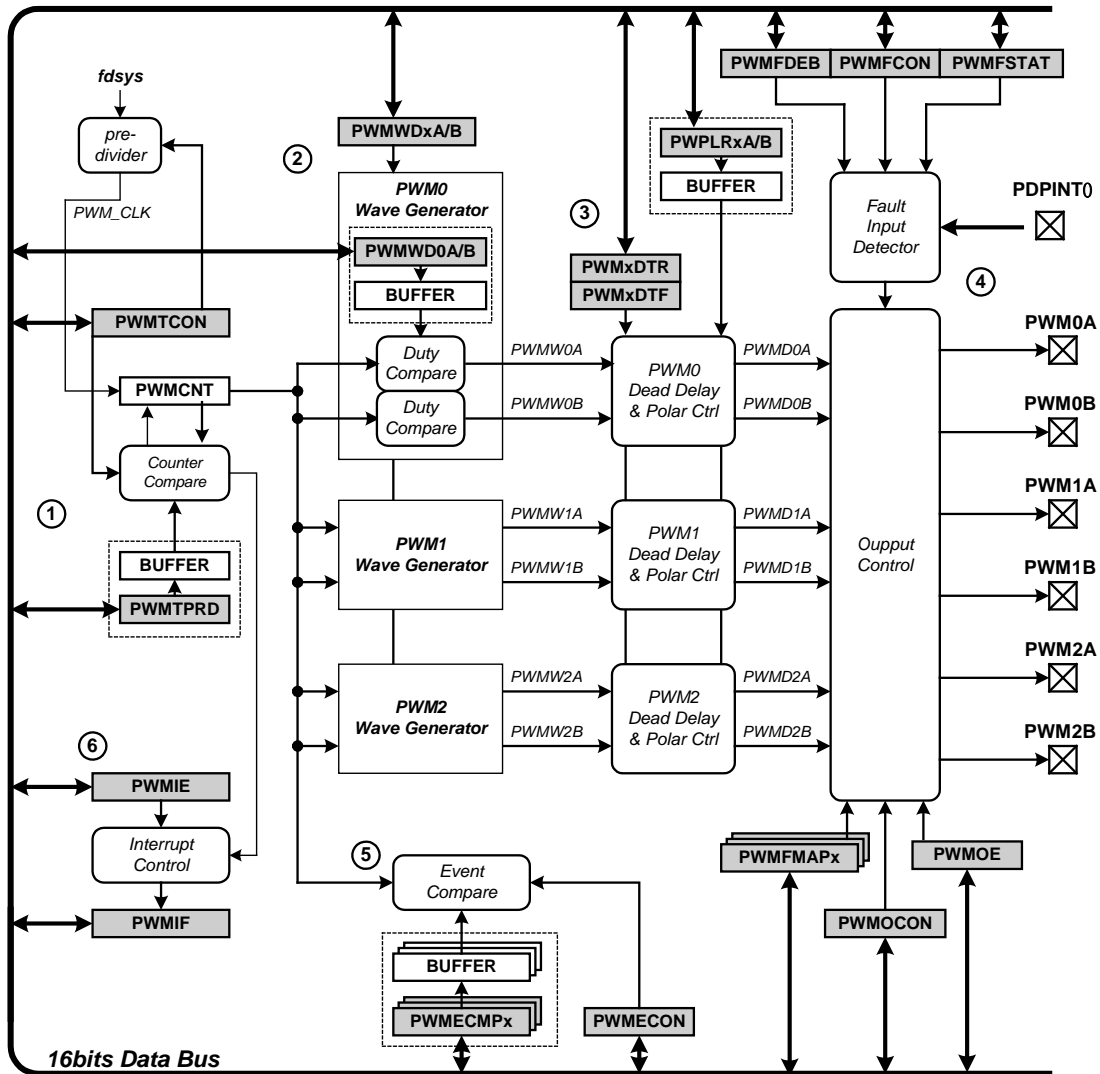 PWMFDEB PWMFCON PWMFSTAT
fdsys
pre-
divider
PWM_CLK
PWMWDxA/B
2
PWM0
Wave Generator
PWMWD0A/B
BUFFER
Duty
Compare
Duty
Compare
PWPLRxA/B
BUFFER
3
PWMxDTR
PWMxDTF
Fault
Input
Detector
PDPINT0
4
PWMTCON
PWMCNT
Counter
Compare
1
BUFFER
PWMTPRD
PWMW0A
PWMW0B
PWM0
Dead Delay
& Polar Ctrl
PWMD0A
PWMD0B
PWM1
Wave Generator
PWMW1A
PWMW1B
PWM1
Dead Delay
& Polar Ctrl
PWMD1A
PWMD1B
PWM2
Wave Generator
PWMW2A
PWMW2B
PWM2
Dead Delay
& Polar Ctrl
PWMD2A
PWMD2B
Oupput
Control
PWM0A
PWM0B
PWM1A
PWM1B
PWM2A
PWM2B
6
PWMIE
Interrupt
Control
PWMIF
5
Event
Compare
BUFFER
PWMECMPx
PWMECON
PWMFMAPx
PWMOE
PWMOCON
16bits Data Bus